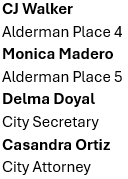 CJ Walker
Alderman Place 4
Monica Madero
Alderman Place 5
Delma Doyal
City Secretary
Casandra Ortiz
City Attorney